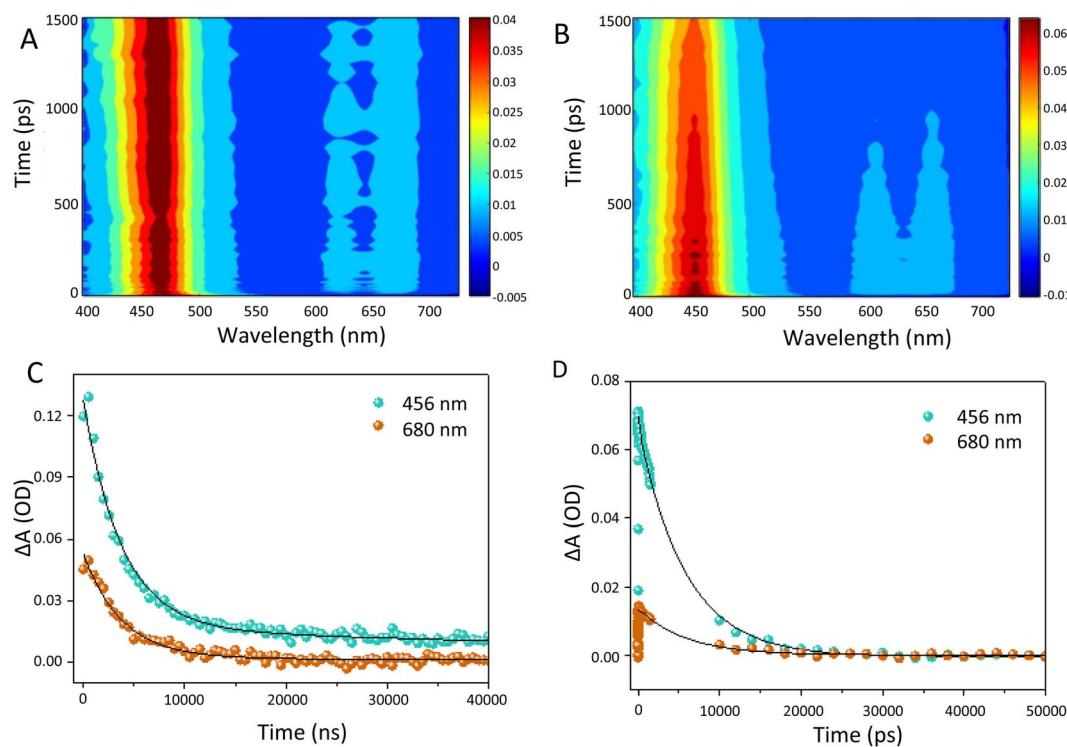 A
Time (ps)
1500
1000
500
0
400 450 500 550 600 650 700
Wavelength (nm)
0.04
0.035
0.03
0.025
0.02
0.015
0.01
0.005
0
-0.005
B
Time (ps)
1500
1000
500
0
400 450 500 550 600 650 700
Wavelength (nm)
0.06
0.05
0.04
0.03
0.02
0.01
0
-0.01
C
456 nm
680 nm
ΔA (OD)
0.12
0.09
0.06
0.03
0.00
0 10000 20000 30000 40000
Time (ns)
D
456 nm
680 nm
ΔA (OD)
0.08
0.06
0.04
0.02
0.00
0 10000 20000 30000 40000 50000
Time (ps)